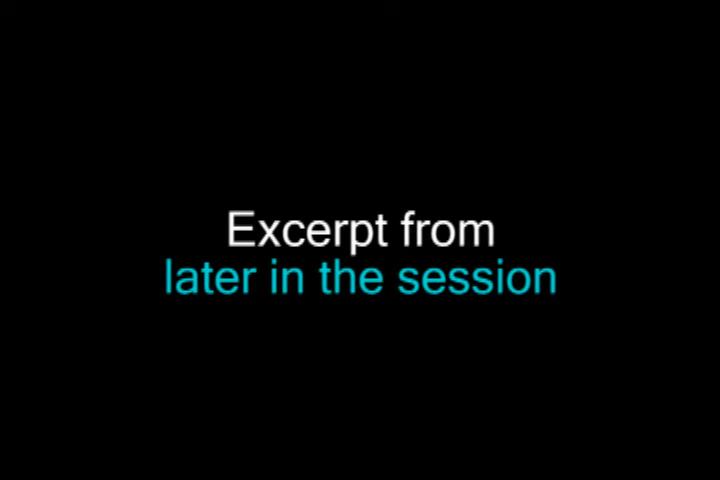 Excerpt from
later in the session